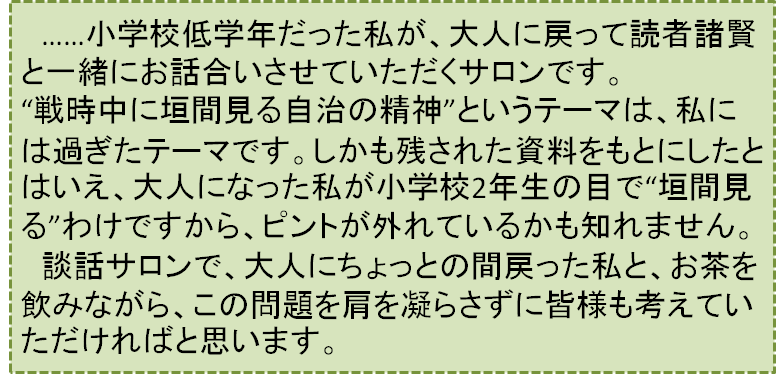 ……小学校低学年だった私が、大人に戻って読者諸賢
と一緒にお話合いさせていただくサロンです。
“戦時中に垣間見る自治の精神”というテーマは、私に
は過ぎたテーマです。しかも残された資料をもとにしたと
はいえ、大人になった私が小学校2年生の目で“垣間見
る”わけですから、ピントが外れているかも知れません。
談話サロンで、大人にちょっとの間戻った私と、お茶を
飲みながら、この問題を肩を凝らさずに皆様も考えてい
ただければと思います。